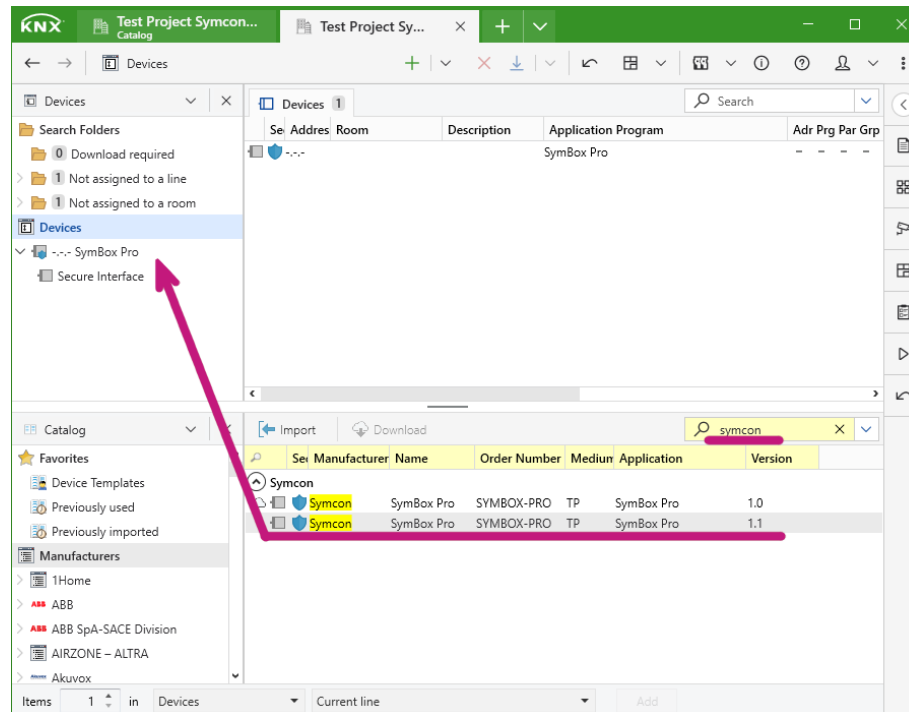 KNX
Test Project Symcon...
Catalog
Test Project Sy...
Devices
Devices
Devices 1
Search
Search Folders
Addres Room Description Application Program Adr Prg Par Grp
0 Download required
-.-.- SymBox Pro – – – –
1 Not assigned to a line
1 Not assigned to a room
Devices
-.-.- SymBox Pro
Secure Interface
Catalog
Import Download
symcon
Favorites
Manufacturer Name Order Number Medium Application Version
Device Templates
Symcon
Previously used
Symcon SymBox Pro SYMBOX-PRO TP SymBox Pro 1.0
Previously imported
Symcon SymBox Pro SYMBOX-PRO TP SymBox Pro 1.1
Manufacturers
1Home
ABB ABB
ABB ABB SpA-SACE Division
AIRZONE – ALTRA
Akuvox
Items 1 in Devices Current line Add